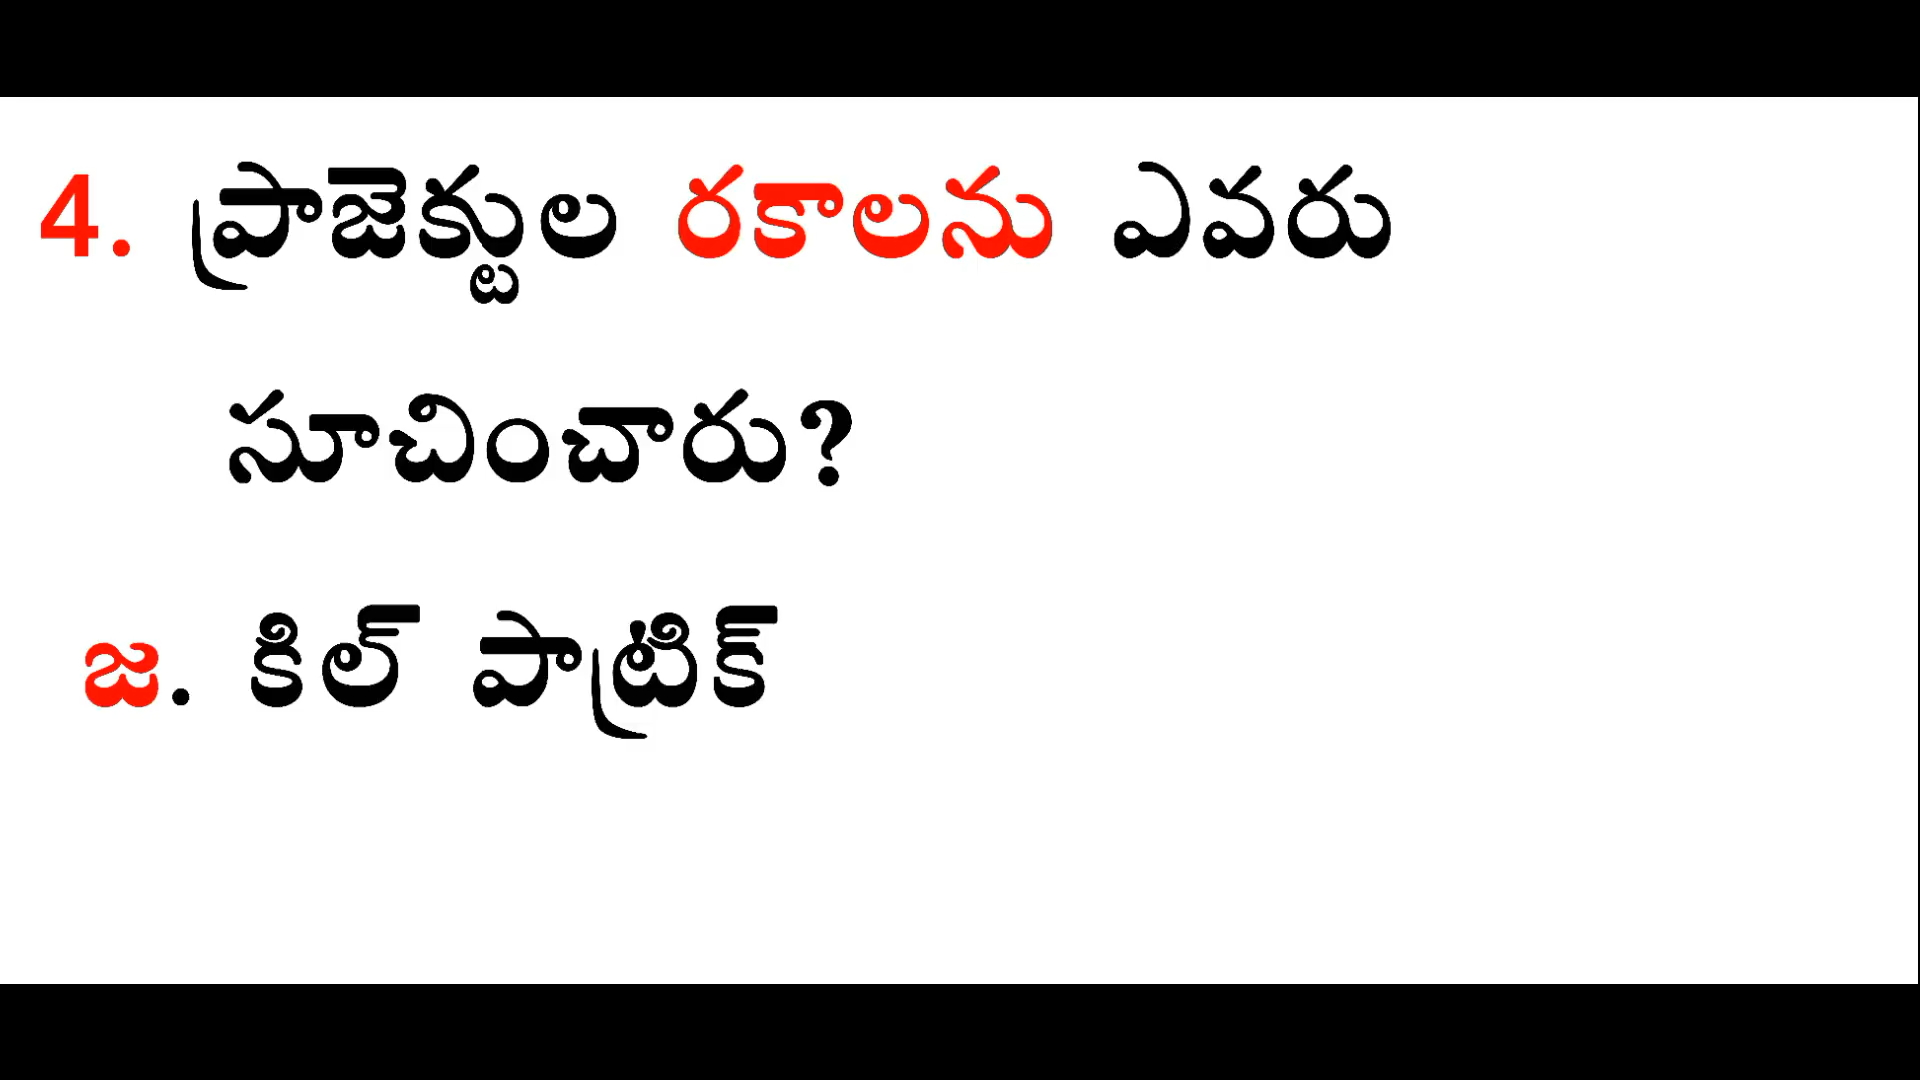 4. ప్రాజెక్టుల రకాలను ఎవరు
సూచించారు?
జ. కిల్ పాట్రిక్